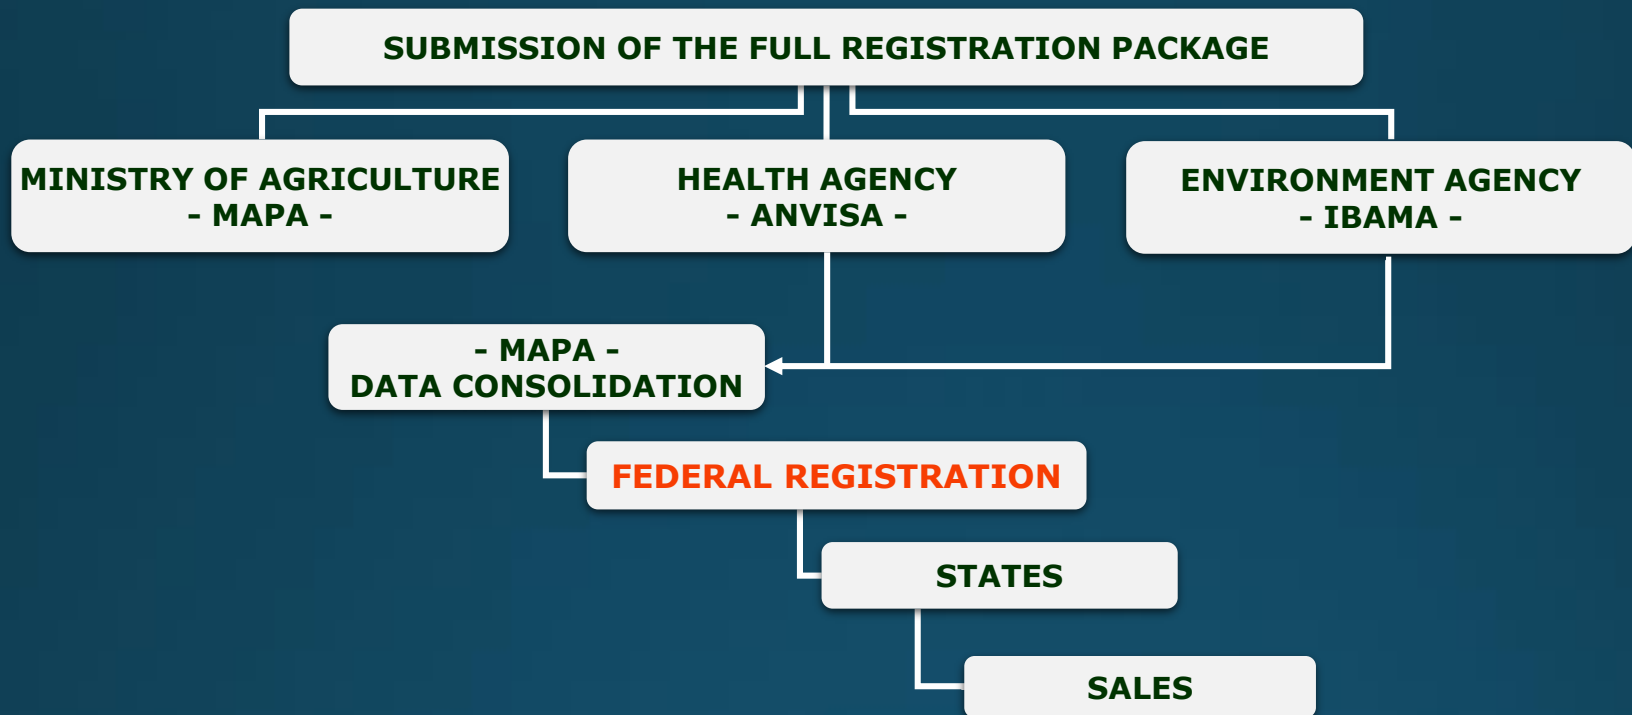 SUBMISSION OF THE FULL REGISTRATION PACKAGE
MINISTRY OF AGRICULTURE
– MAPA –
HEALTH AGENCY
– ANVISA –
ENVIRONMENT AGENCY
– IBAMA –
– MAPA –
DATA CONSOLIDATION
FEDERAL REGISTRATION
STATES
SALES